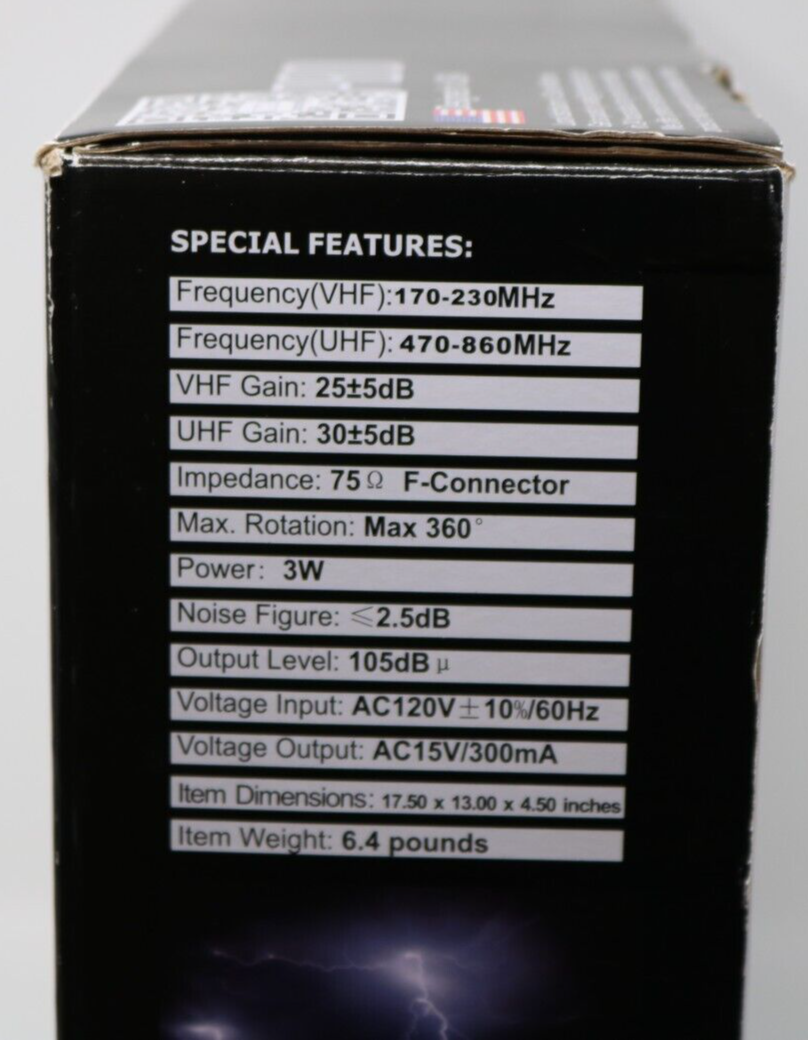 SPECIAL FEATURES:
Frequency(VHF):170-230MHz
Frequency(UHF): 470-860MHz
VHF Gain: 25±5dB
UHF Gain: 30±5dB
Impedance: 75 Ω F-Connector
Max. Rotation: Max 360°
Power: 3W
Noise Figure: ≤2.5dB
Output Level: 105dB μ
Voltage Input: AC120V±10%/60Hz
Voltage Output: AC15V/300mA
Item Dimensions: 17.50 x 13.00 x 4.50 inches
Item Weight: 6.4 pounds